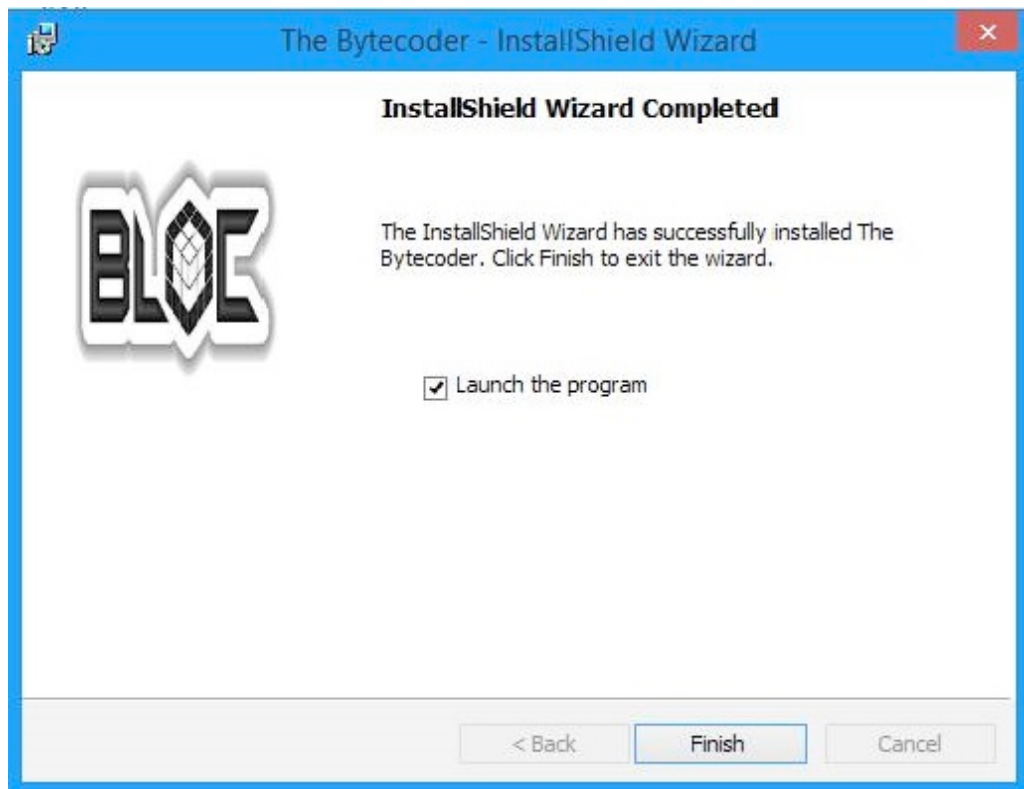 The Bytecoder - InstallShield Wizard
InstallShield Wizard Completed
BLOC
The InstallShield Wizard has successfully installed The
Bytecoder. Click Finish to exit the wizard.
Launch the program
< Back
Finish
Cancel